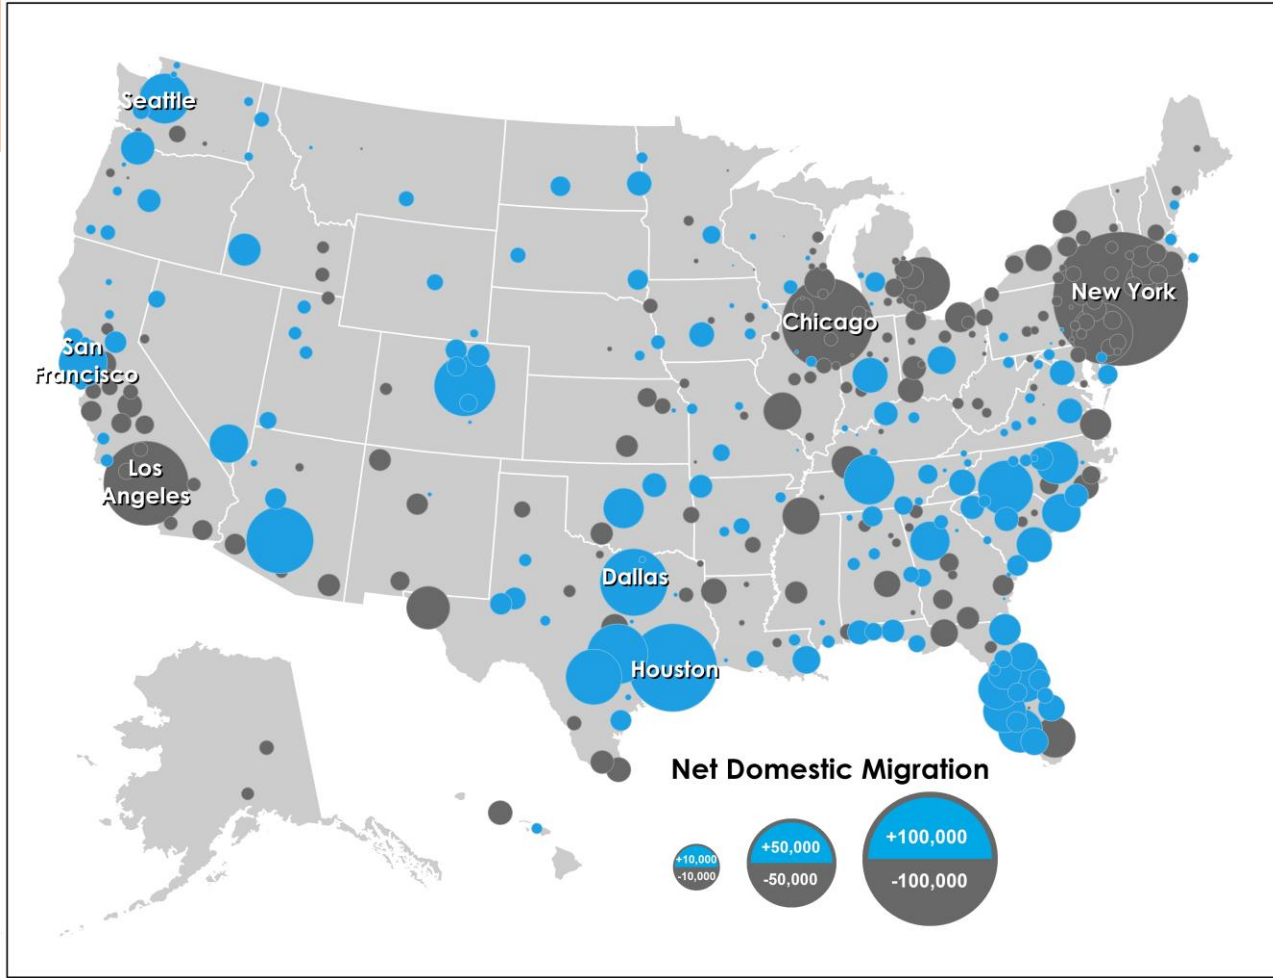 Seattle
New York
Chicago
San
Francisco
Los
Angeles
Dallas
Houston
Net Domestic Migration
+10,000
-10,000
+50,000
-50,000
+100,000
-100,000